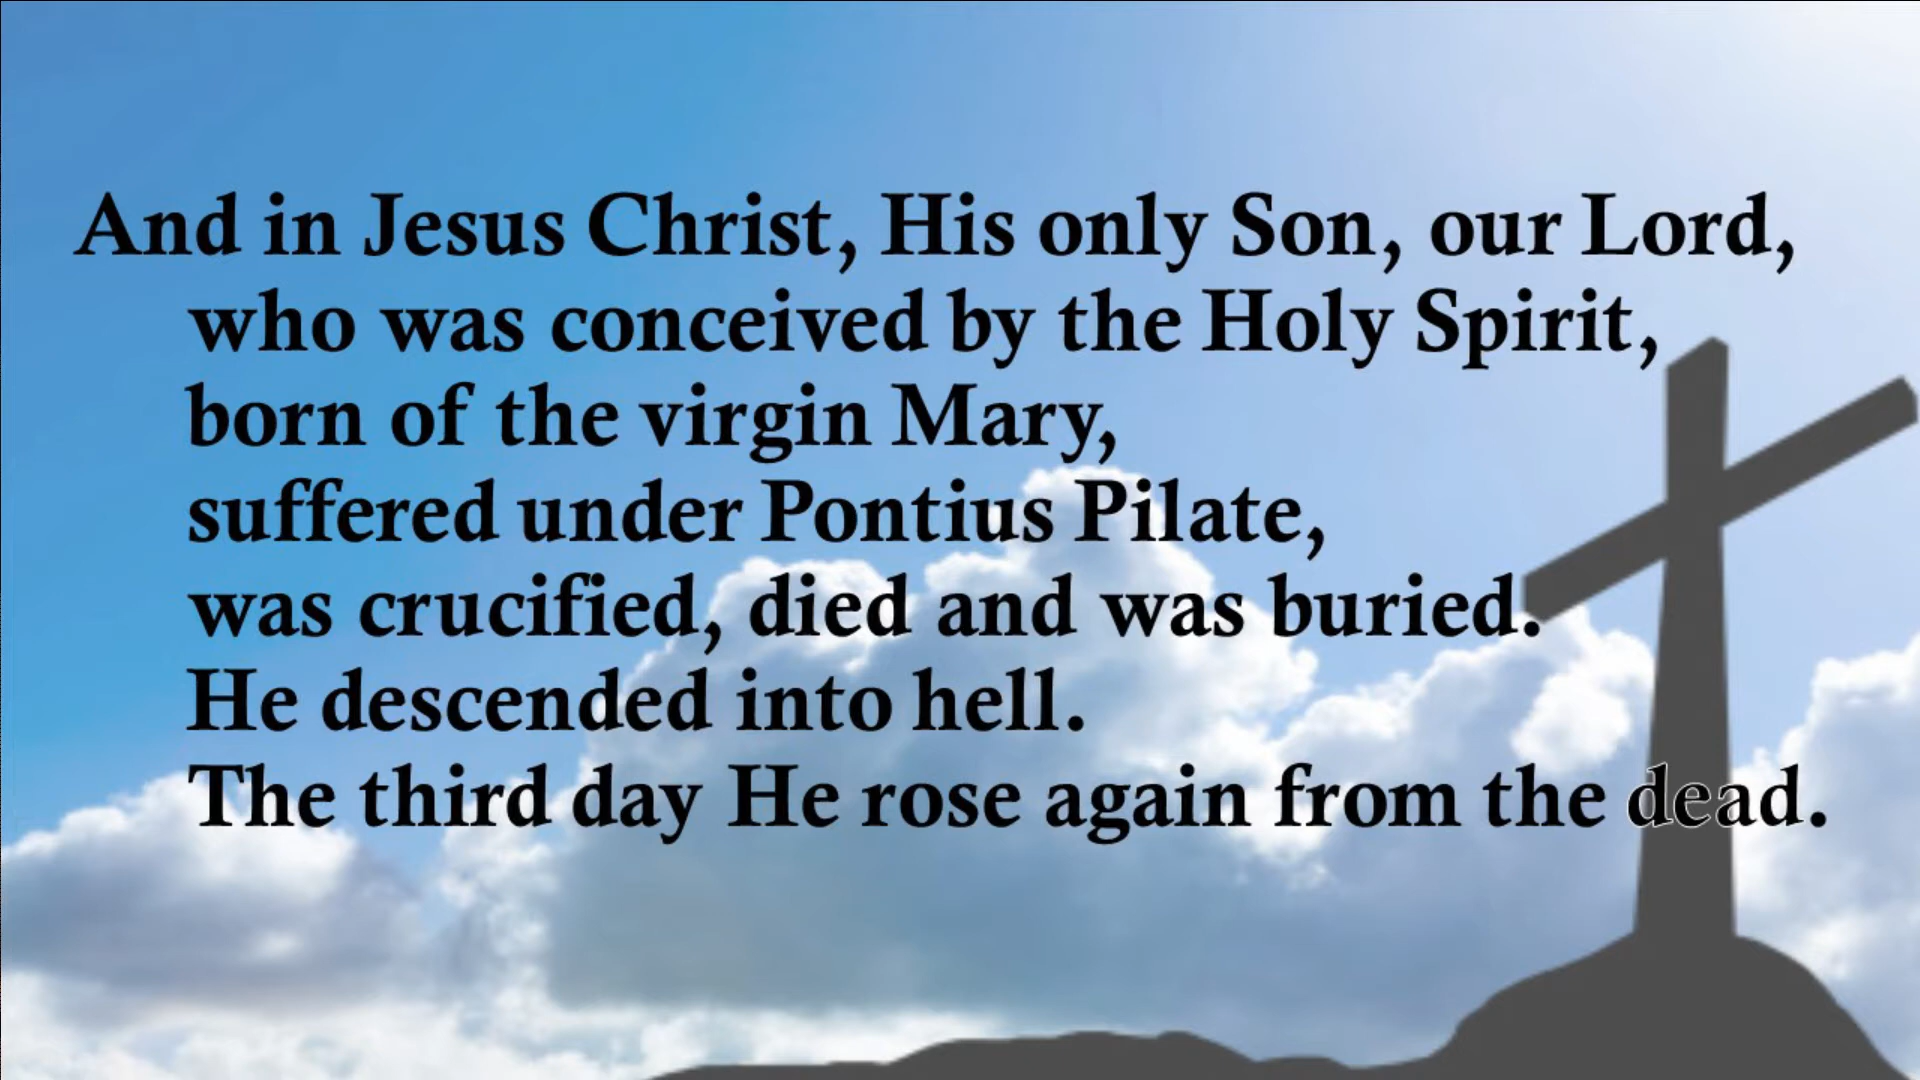 And in Jesus Christ, His only Son, our Lord,
who was conceived by the Holy Spirit,
born of the virgin Mary,
suffered under Pontius Pilate,
was crucified, died and was buried.
He descended into hell.
The third day He rose again from the dead.